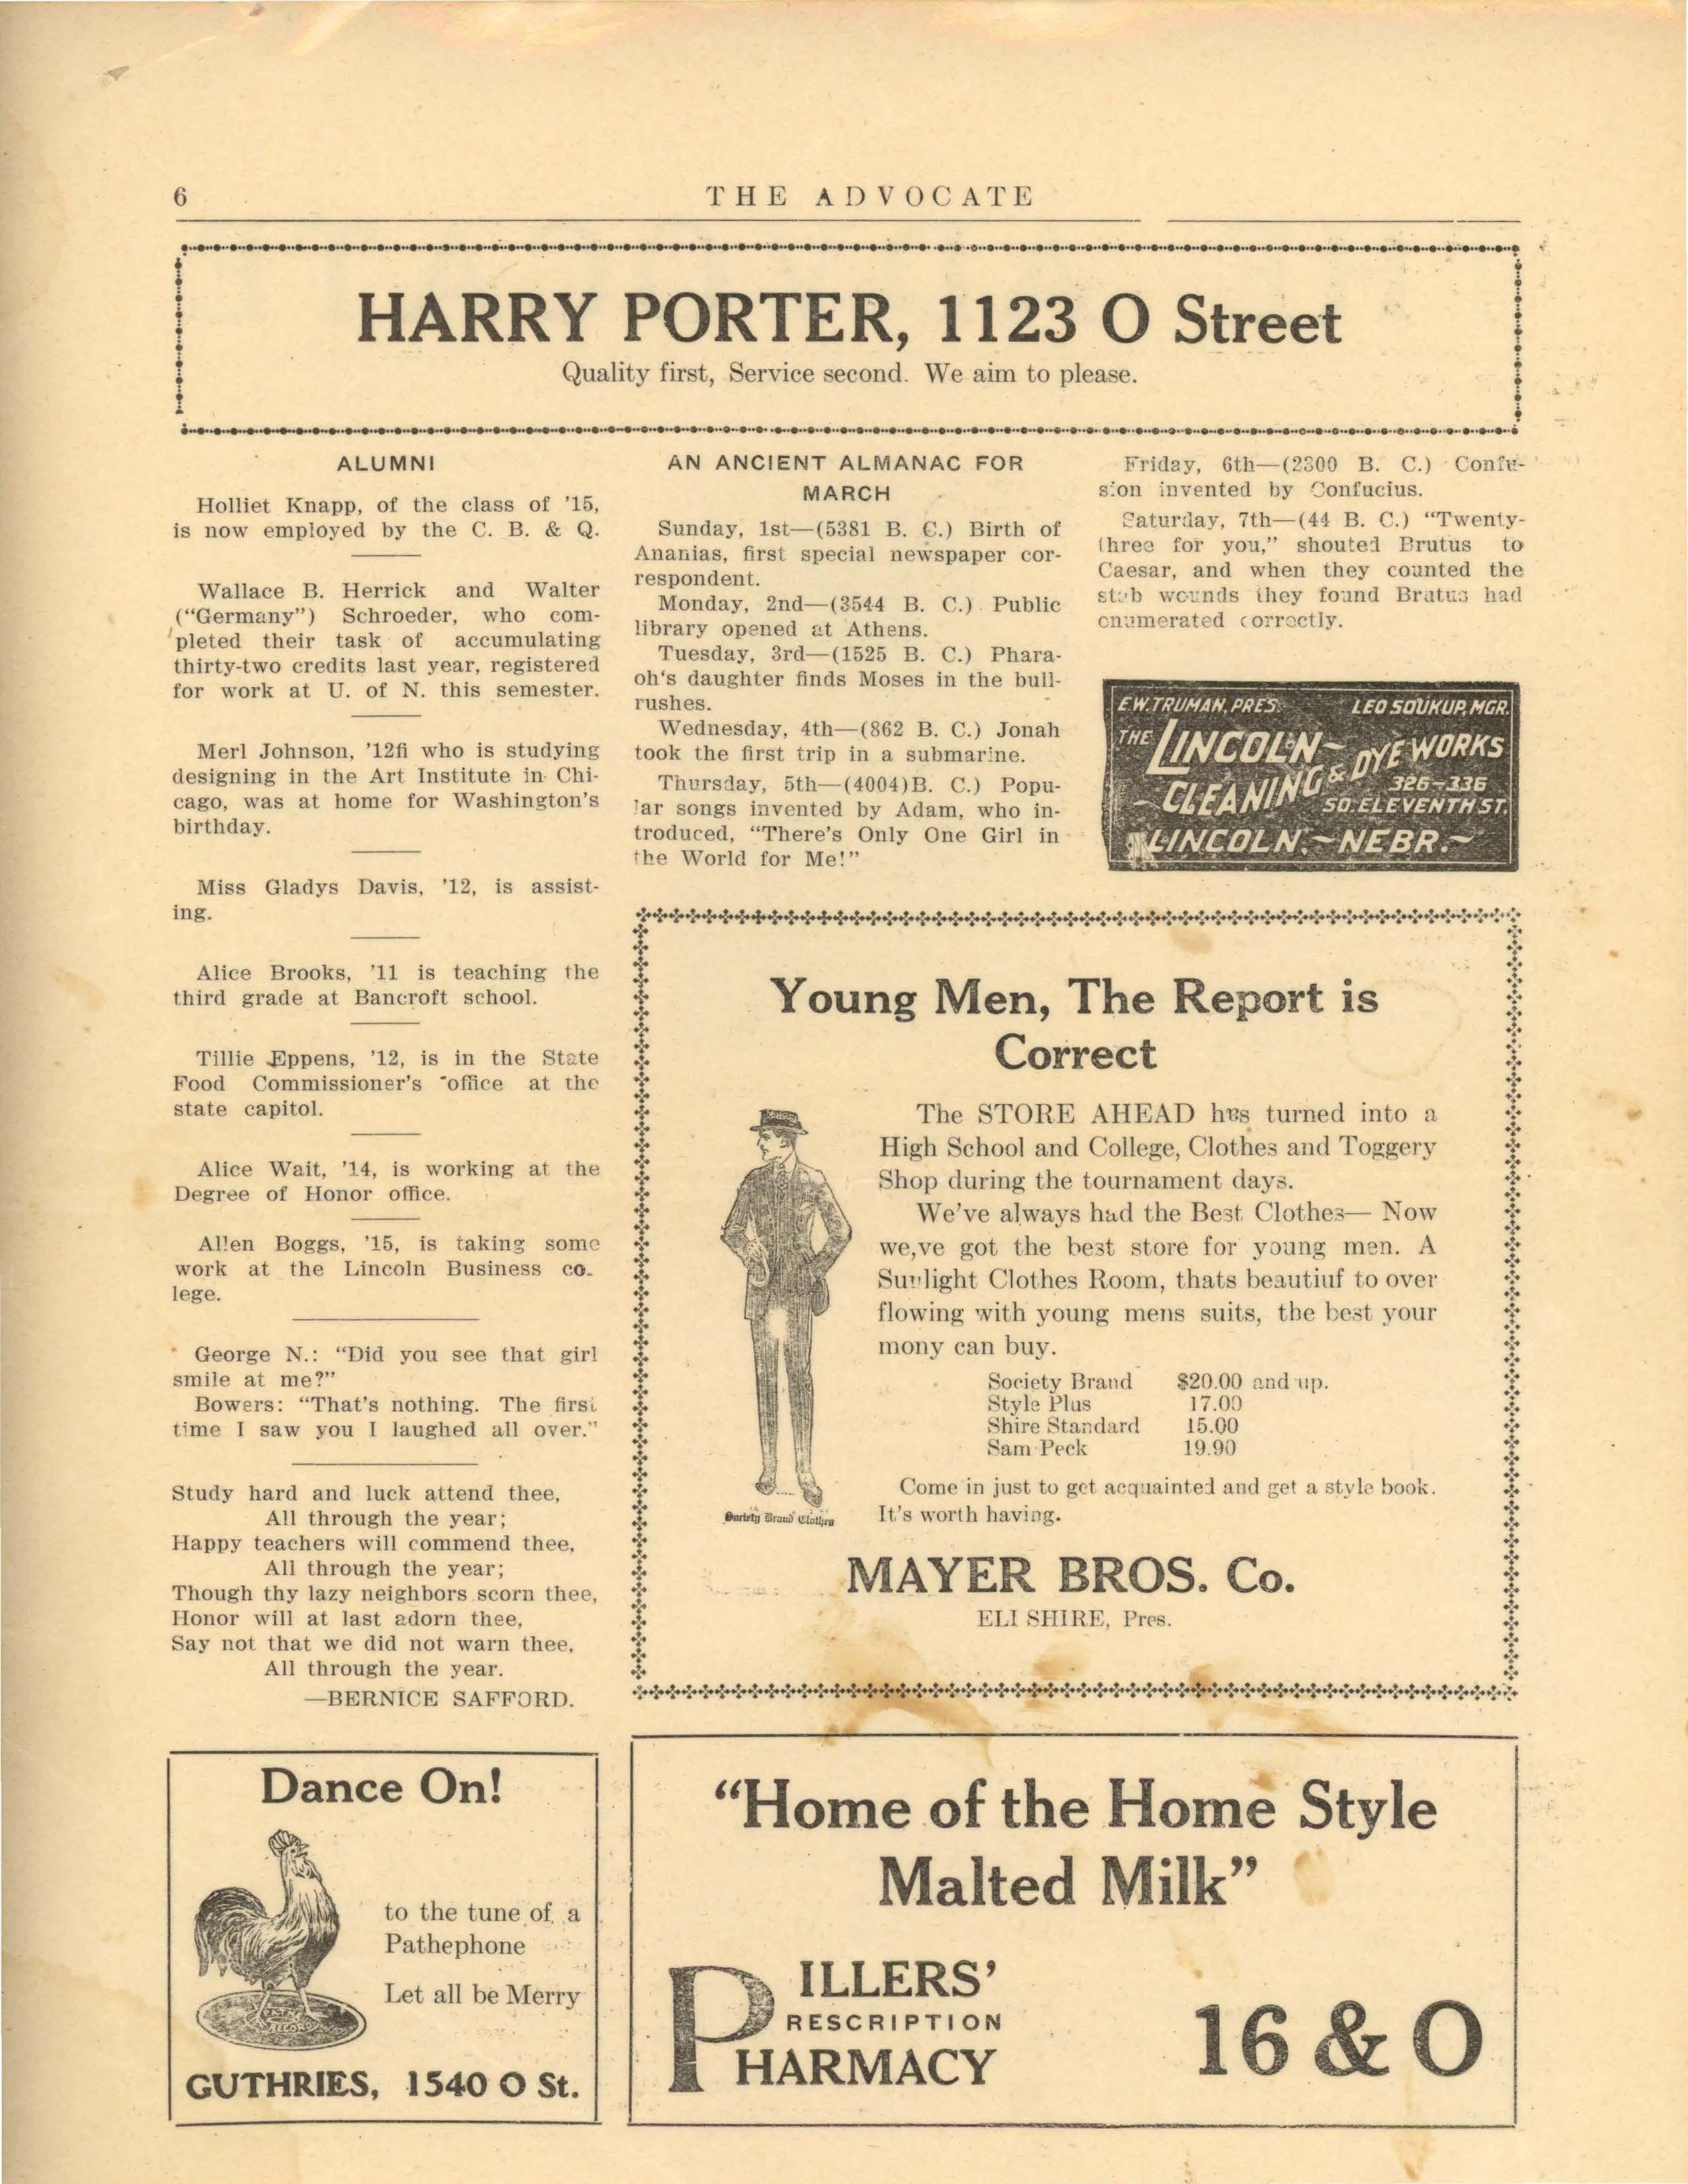 6
THE ADVOCATE
HARRY PORTER, 1123 O Street
Quality first, Service second. We aim to please.
ALUMNI
Holliet Knapp, of the class of '15,
is now employed by the C. B. & Q.
Wallace B. Herrick and Walter
("Germany") Schroeder, who com-
pleted their task of accumulating
thirty-two credits last year, registered
for work at U. of N. this semester.
Merl Johnson, '12fi who is studying
designing in the Art Institute in Chi-
cago, was at home for Washington's
birthday.
Miss Gladys Davis, '12, is assist-
ing.
Alice Brooks, '11 is teaching the
third grade at Bancroft school.
Tillie Eppens, '12, is in the State
Food Commissioner's office at the
state capitol.
Alice Wait, '14, is working at the
Degree of Honor office.
Allen Boggs, '15, is taking some
work at the Lincoln Business co.
lege.
George N.: "Did you see that girl
smile at me?"
Bowers: "That's nothing. The first
time I saw you I laughed all over."
Study hard and luck attend thee,
All through the year;
Happy teachers will commend thee,
All through the year;
Though thy lazy neighbors scorn thee,
Honor will at last adorn thee,
Say not that we did not warn thee,
All through the year.
—BERNICE SAFFORD.
AN ANCIENT ALMANAC FOR
MARCH
Sunday, 1st—(5381 B. C.) Birth of
Ananias, first special newspaper cor-
respondent.
Monday, 2nd—(3544 B. C.) Public
library opened at Athens.
Tuesday, 3rd—(1525 B. C.) Phara-
oh's daughter finds Moses in the bull-
rushes.
Wednesday, 4th—(862 B. C.) Jonah
took the first trip in a submarine.
Thursday, 5th—(4004)B. C.) Popu-
lar songs invented by Adam, who in-
troduced, "There's Only One Girl in
the World for Me!"
Friday, 6th—(2300 B. C.) Confu-
sion invented by Confucius.
Saturday, 7th—(44 B. C.) "Twenty-
three for you," shouted Brutus to
Caesar, and when they counted the
stab wounds they found Brutus had
enumerated correctly.
E.W. TRUMAN, PRES. LEO SOUKUP, MGR.
THE LINCOLN
CLEANING & DYE WORKS
326-336
SO. ELEVENTH ST.
LINCOLN, NEBR.
Young Men, The Report is
Correct
The STORE AHEAD has turned into a
High School and College, Clothes and Toggery
Shop during the tournament days.
We've always had the Best Clothes— Now
we,ve got the best store for young men. A
Sunlight Clothes Room, thats beautiuf to over
flowing with young mens suits, the best your
mony can buy.
Society Brand $20.00 and up.
Style Plus 17.00
Shire Standard 15.00
Sam Peck 19.90
Come in just to get acquainted and get a style book.
It's worth having.
Society Brand Clothes
MAYER BROS. Co.
ELI SHIRE, Pres.
Dance On!
to the tune of a
Pathephone
Let all be Merry
GUTHRIES, 1540 O St.
"Home of the Home Style
Malted Milk"
PILLERS'
PRESCRIPTION
PHARMACY
16 & O